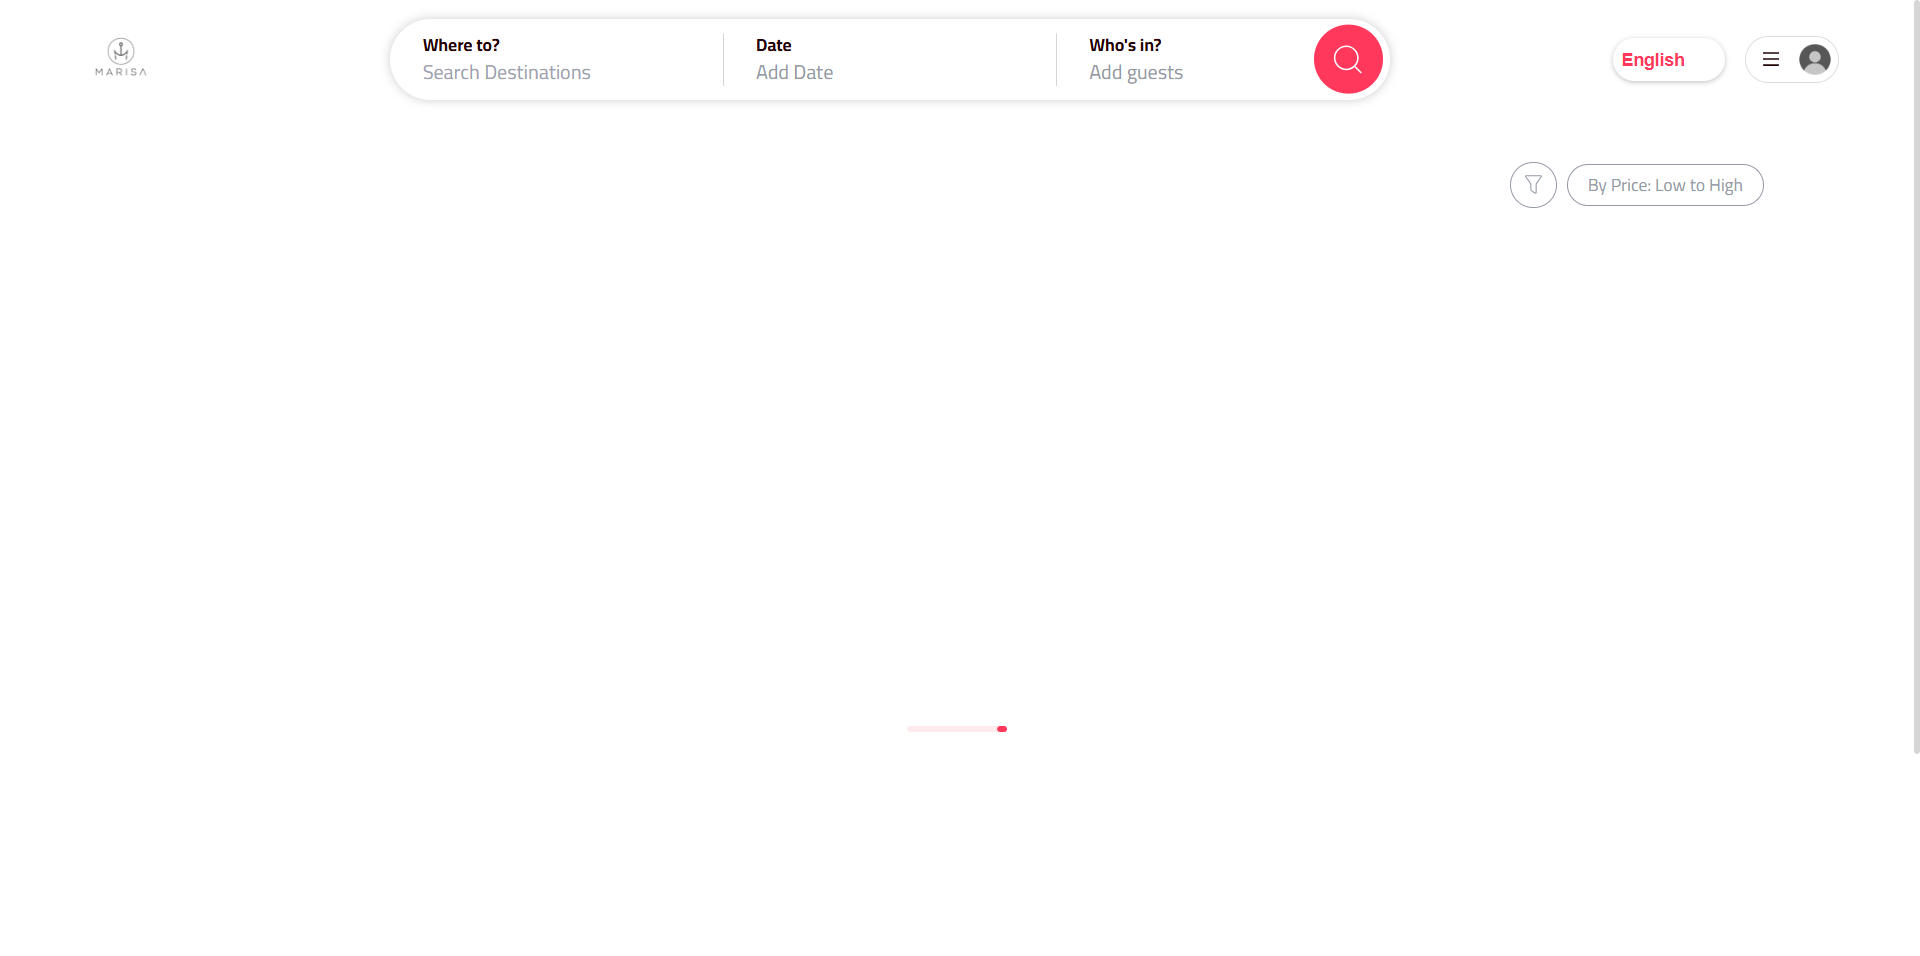 MARISA
Where to?
Search Destinations
Date
Add Date
Who's in?
Add guests
English
By Price: Low to High